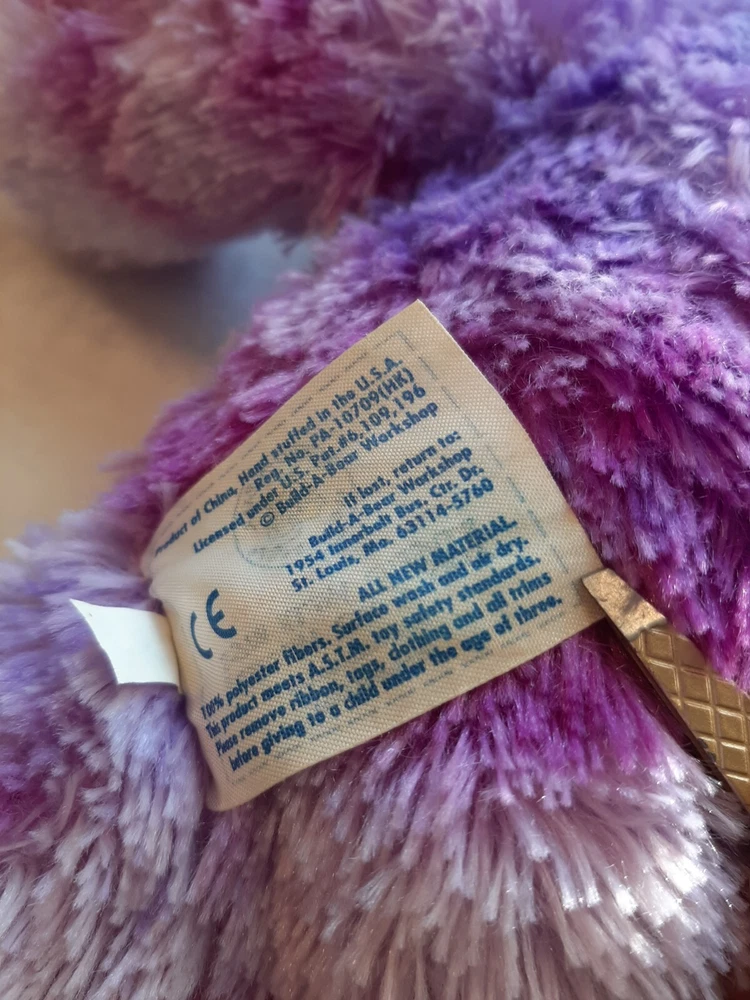 Product of China, Hand stuffed in the U.S.A.
Reg. No. PA-10709(HK)
Licensed under U.S. Pat.#6,109,196
© Build-A-Bear Workshop
If lost, return to:
Build-A-Bear Workshop
1954 Innerbelt Bus. Ctr. Dr.
St. Louis, Mo. 63114-5760
CE
ALL NEW MATERIAL.
100% polyester fibers. Surface wash and air dry.
This product meets A.S.T.M. toy safety standards.
Please remove ribbon, tags, clothing and all trims
before giving to a child under the age of three.